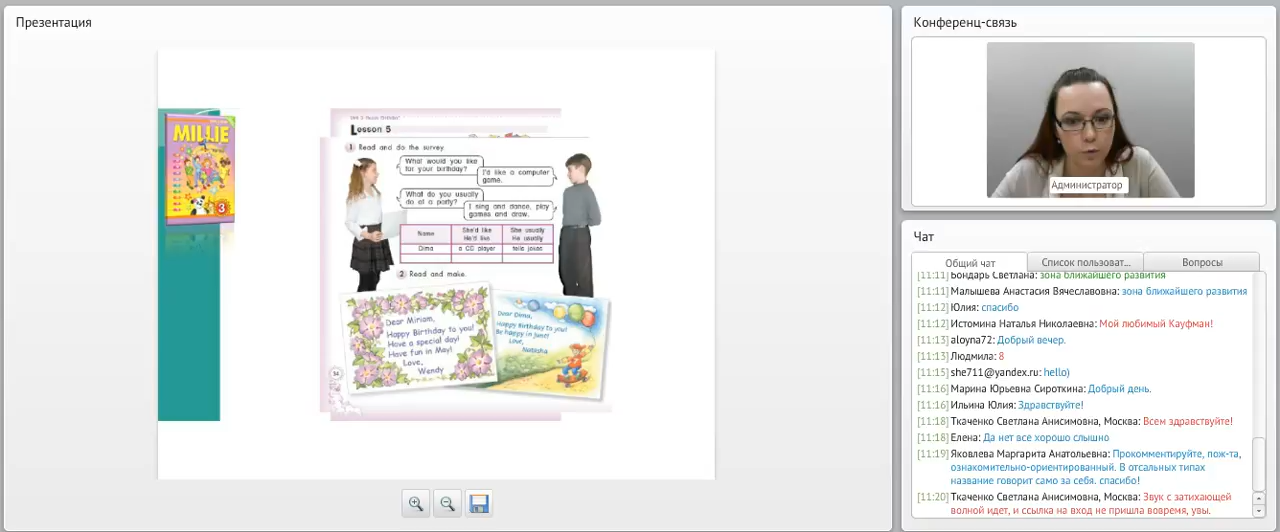 Презентация
MILLIE
3
Lesson 5
1 Read and do the survey.
What would you like
for your birthday?
I'd like a computer
game.
What do you usually
do at a party?
I sing and dance, play
games and draw.
Name
She'd like
He'd like
She usually
He usually
Dima
a CD player
tells jokes
2 Read and make.
Dear Miriam,
Happy Birthday to you!
Have a special day!
Have fun in May!
Love,
Wendy
Dear Dima,
Happy Birthday to you!
Be happy in June!
Love,
Natasha
54
Конференц-связь
Администратор
Чат
Общий чат
Список пользоват...
Вопросы
[11:11] Бондарь Светлана: зона ближайшего развития
[11:11] Малышева Анастасия Вячеславовна: зона ближайшего развития
[11:12] Юлия: спасибо
[11:12] Истомина Наталья Николаевна: Мой любимый Кауфман!
[11:13] aloyna72: Добрый вечер.
[11:13] Людмила: 8
[11:15] she711@yandex.ru: hello)
[11:16] Марина Юрьевна Сироткина: Добрый день.
[11:16] Ильина Юлия: Здравствуйте!
[11:18] Ткаченко Светлана Анисимовна, Москва: Всем здравствуйте!
[11:18] Елена: Да нет все хорошо слышно
[11:19] Яковлева Маргарита Анатольевна: Прокомментируйте, пож-та,
ознакомительно-ориентированный. В отсальных типах
название говорит само за себя. спасибо!
[11:20] Ткаченко Светлана Анисимовна, Москва: Звук с затихающей
волной идет, и ссылка на вход не пришла вовремя, увы.